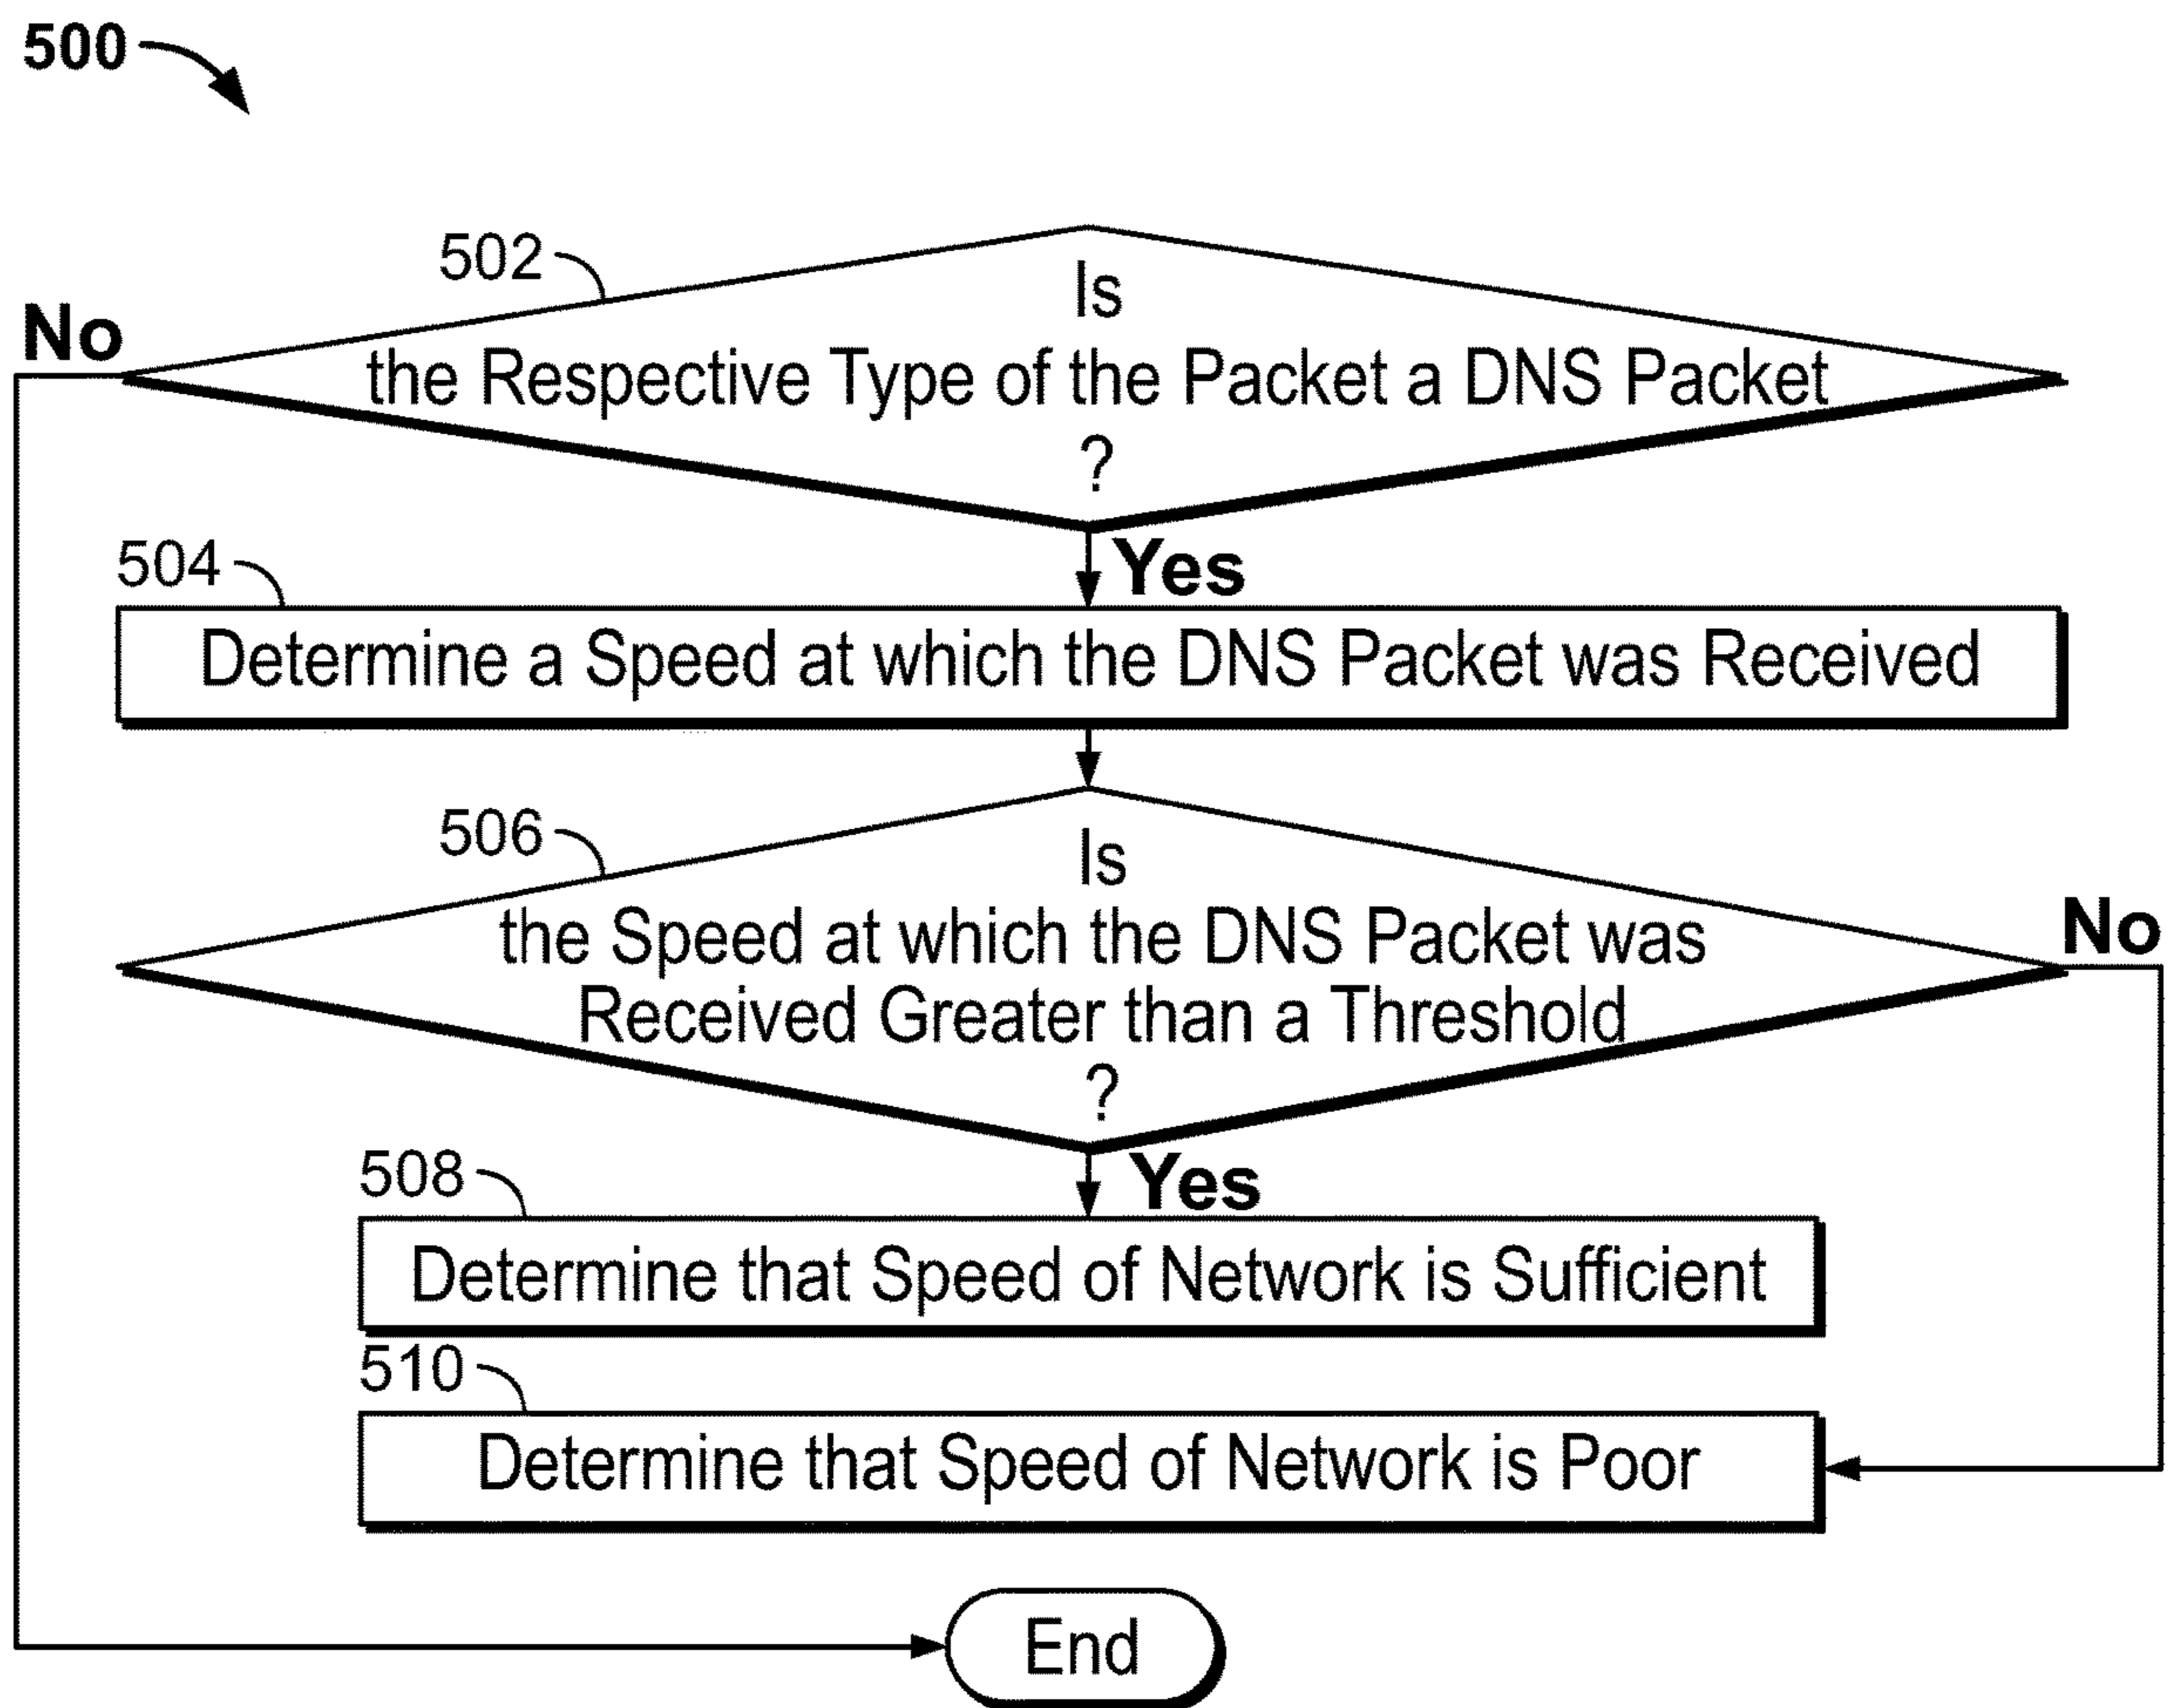 500
502
Is
No
the Respective Type of the Packet a DNS Packet
?
Yes
504
Determine a Speed at which the DNS Packet was Received
506
Is
the Speed at which the DNS Packet was
No
Received Greater than a Threshold
?
Yes
508
Determine that Speed of Network is Sufficient
510
Determine that Speed of Network is Poor
End